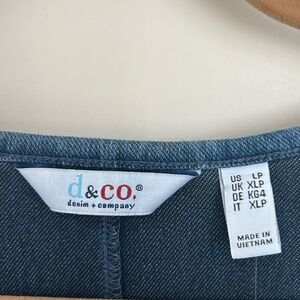 d&co.®
denim + company
US LP
UK XLP
DE KG4
IT XLP
MADE IN
VIETNAM